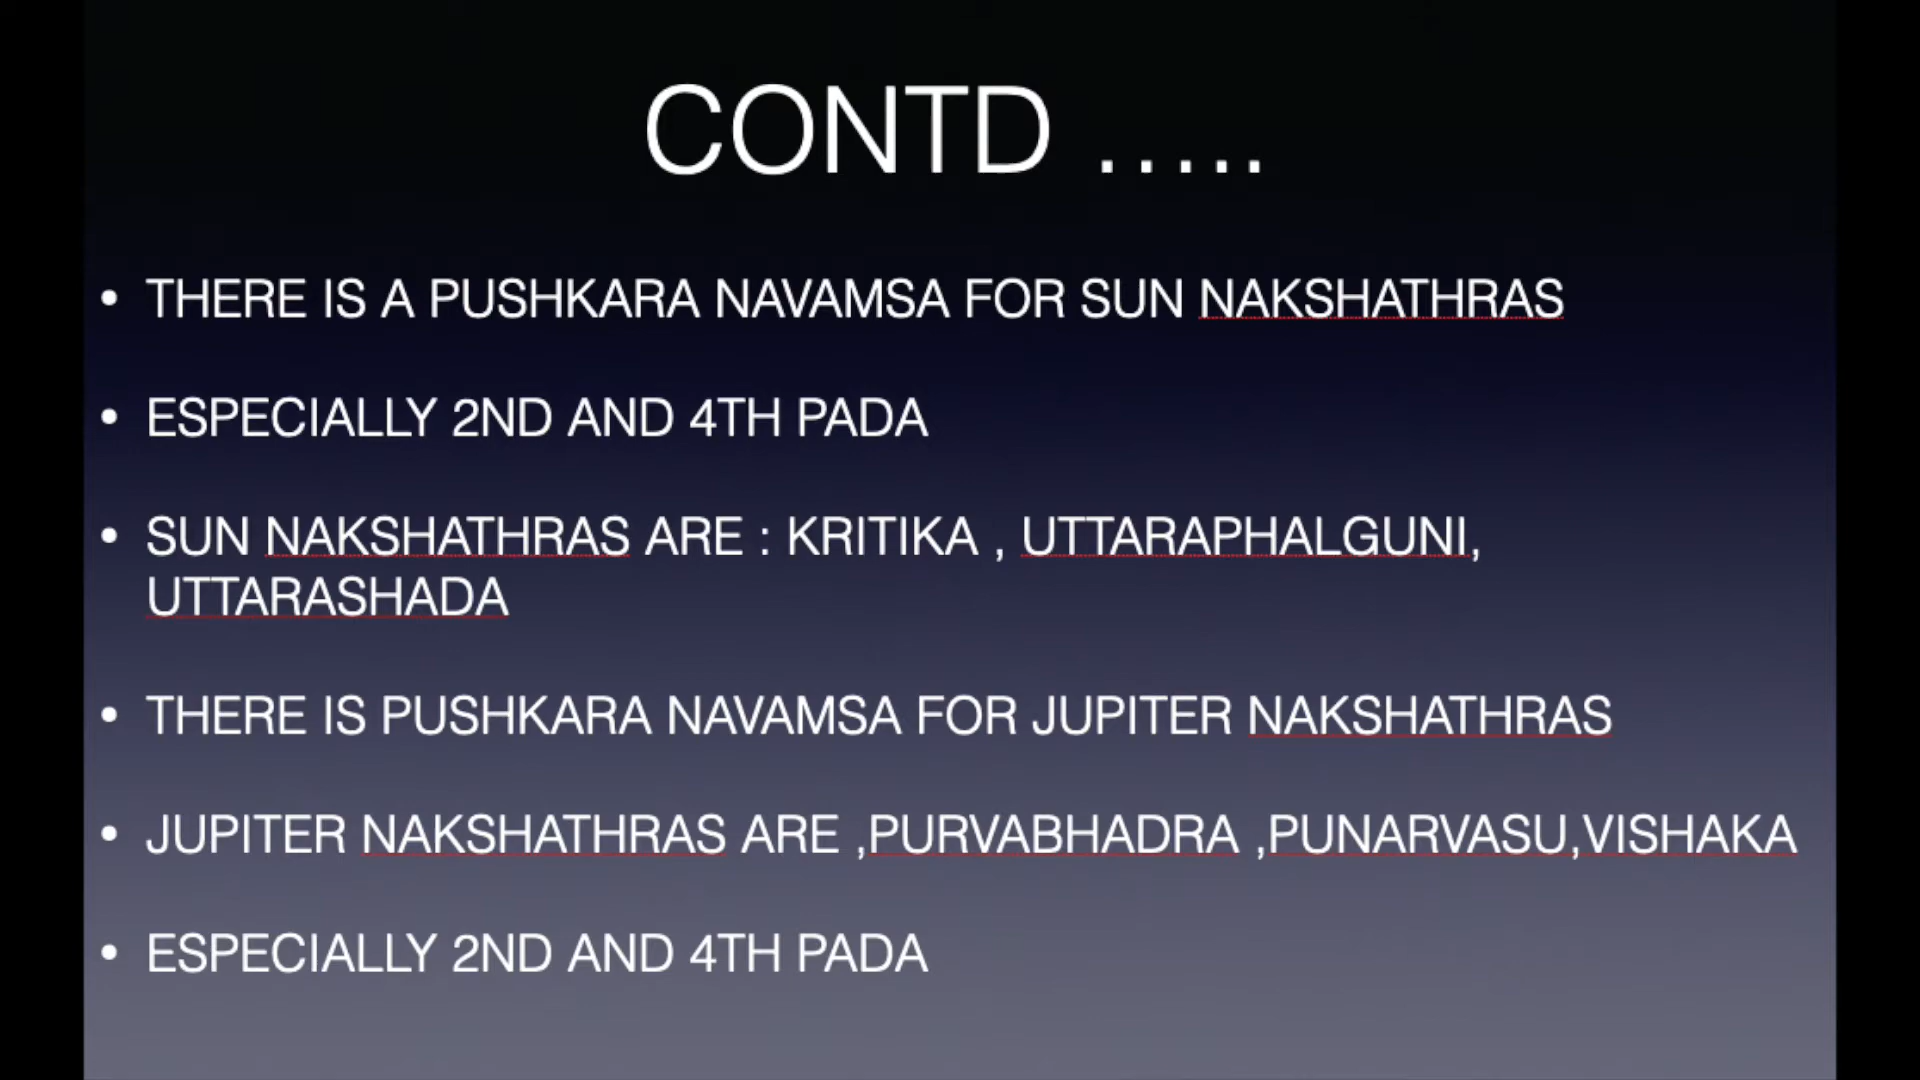 CONTD .....
• THERE IS A PUSHKARA NAVAMSA FOR SUN NAKSHATHRAS
• ESPECIALLY 2ND AND 4TH PADA
• SUN NAKSHATHRAS ARE : KRITIKA , UTTARAPHALGUNI,
UTTARASHADA
• THERE IS PUSHKARA NAVAMSA FOR JUPITER NAKSHATHRAS
• JUPITER NAKSHATHRAS ARE ,PURVABHADRA ,PUNARVASU,VISHAKA
• ESPECIALLY 2ND AND 4TH PADA